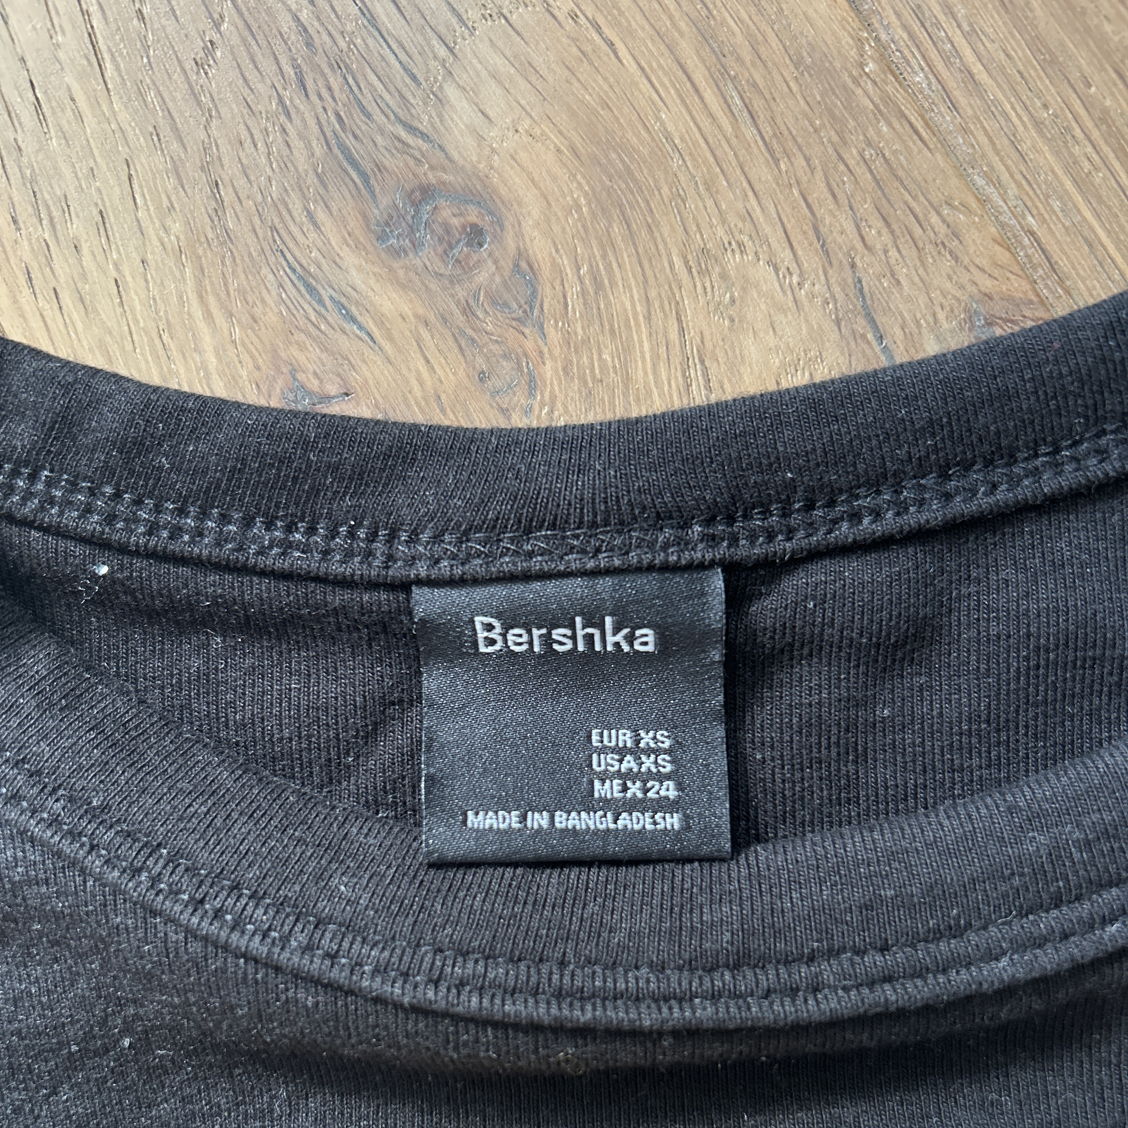 Bershka
EUR XS
USA XS
MEX 24
MADE IN BANGLADESH